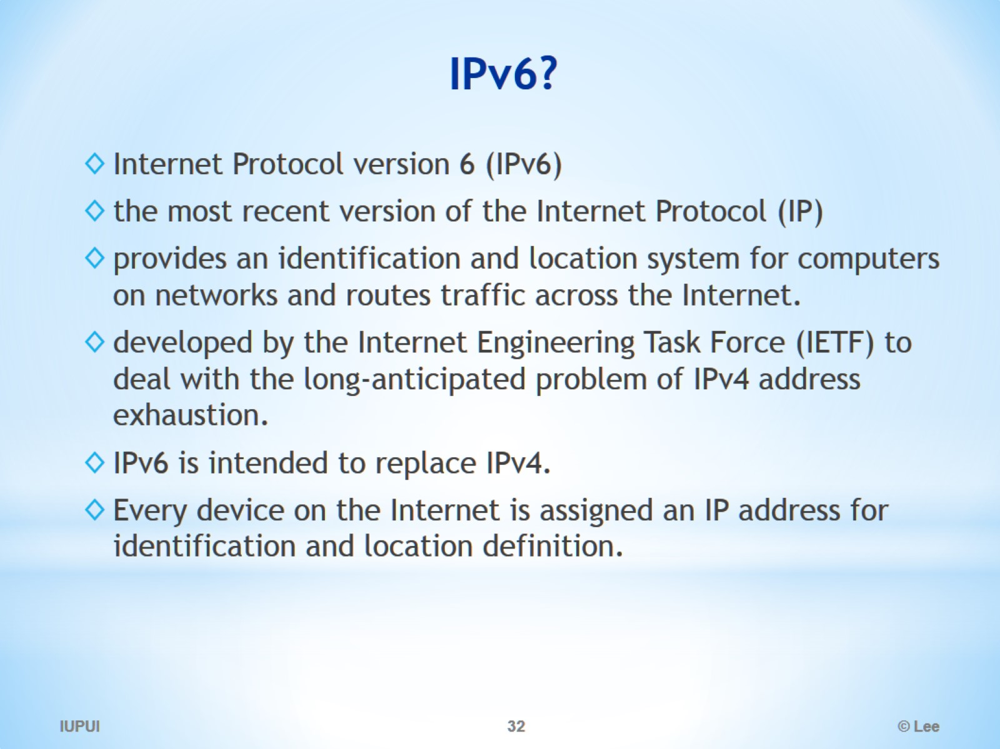 IPv6?
◇ Internet Protocol version 6 (IPv6)
◇ the most recent version of the Internet Protocol (IP)
◇ provides an identification and location system for computers
on networks and routes traffic across the Internet.
◇ developed by the Internet Engineering Task Force (IETF) to
deal with the long-anticipated problem of IPv4 address
exhaustion.
◇ IPv6 is intended to replace IPv4.
◇ Every device on the Internet is assigned an IP address for
identification and location definition.
IUPUI 32 © Lee